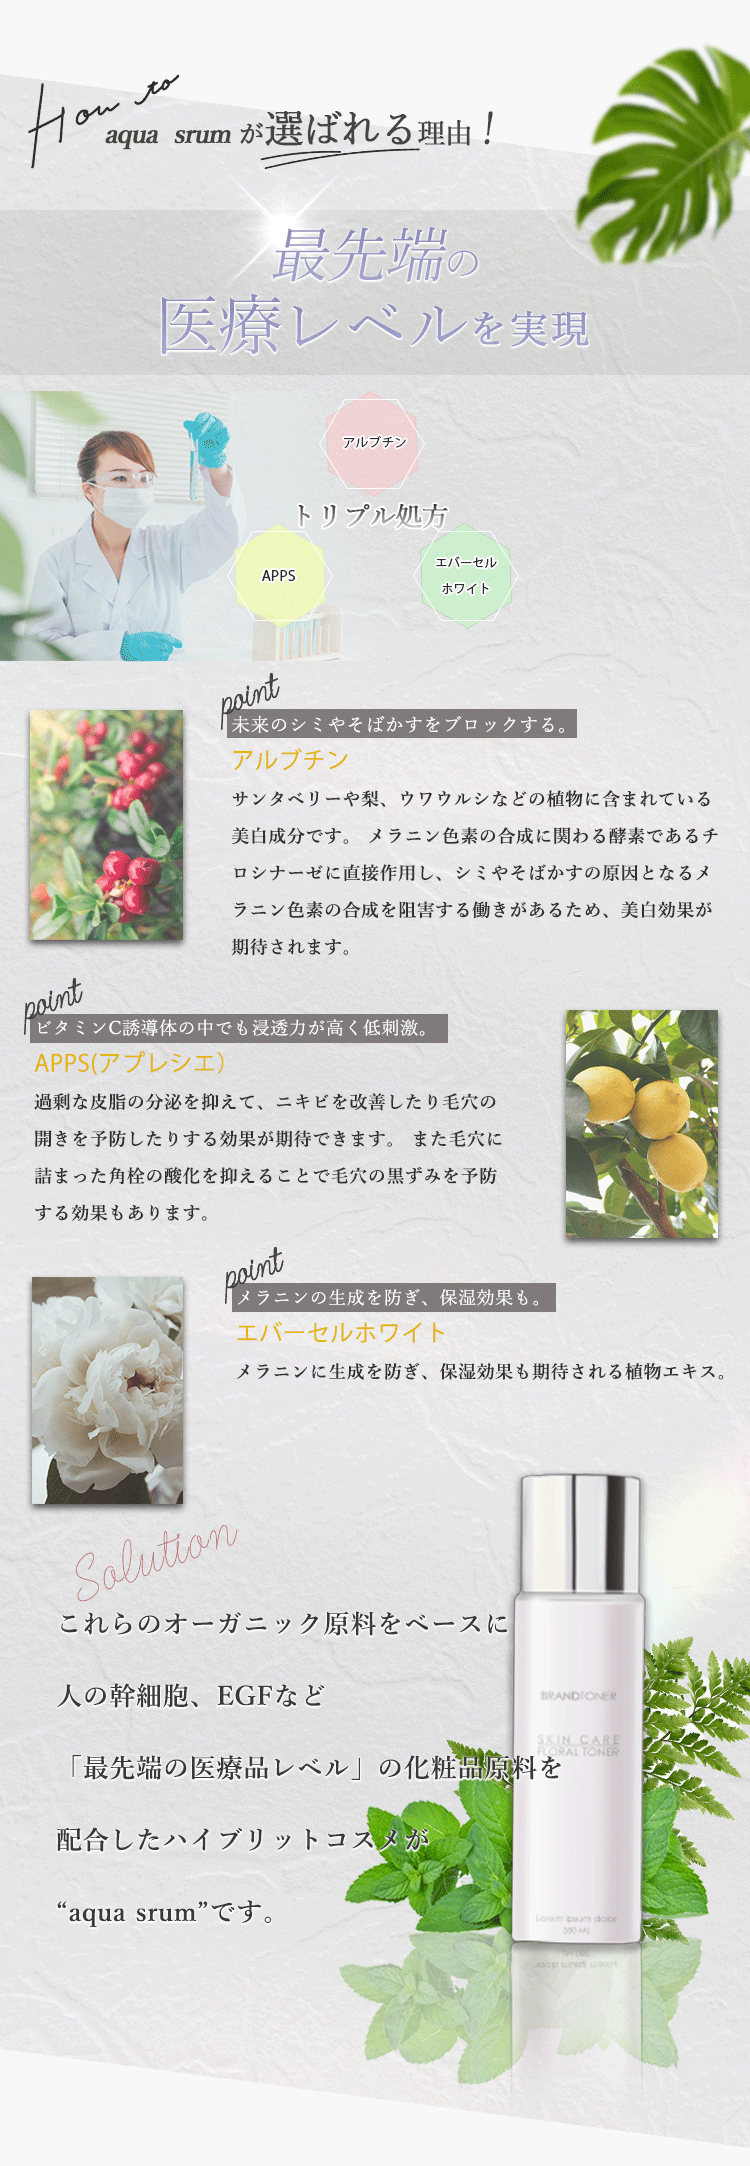 How to
aqua srum が選ばれる理由！
最先端の
医療レベルを実現
アルブチン
トリプル処方
APPS
エバーセル
ホワイト
point
未来のシミやそばかすをブロックする。
アルブチン
サンタベリーや梨、ウワウルシなどの植物に含まれている
美白成分です。 メラニン色素の合成に関わる酵素であるチ
ロシナーゼに直接作用し、シミやそばかすの原因となるメ
ラニン色素の合成を阻害する働きがあるため、美白効果が
期待されます。
point
ビタミンC誘導体の中でも浸透力が高く低刺激。
APPS(アプレシエ）
過剰な皮脂の分泌を抑えて、ニキビを改善したり毛穴の
開きを予防したりする効果が期待できます。 また毛穴に
詰まった角栓の酸化を抑えることで毛穴の黒ずみを予防
する効果もあります。
point
メラニンの生成を防ぎ、保湿効果も。
エバーセルホワイト
メラニンに生成を防ぎ、保湿効果も期待される植物エキス。
Solution
これらのオーガニック原料をベースに
人の幹細胞、EGFなど
「最先端の医療品レベル」の化粧品原料を
配合したハイブリットコスメが
“aqua srum”です。
BRANDTONER
SKIN CARE
FLORAL TONER
Lorem ipsum dolor
350 ML